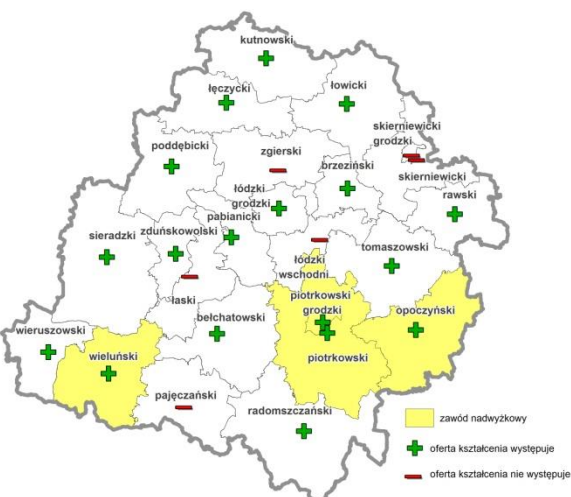 kutnowski
łęczycki
łowicki
skierniewicki
grodzki
poddębicki
zgierski
brzeziński
skierniewicki
łódzki
grodzki
rawski
pabianicki
sieradzki
zduńskowolski
tomaszowski
łódzki
wschodni
łaski
piotrkowski
grodzki
opoczyński
bełchatowski
wieruszowski
wieluński
piotrkowski
pajęczański
radomszczański
zawód nadwyżkowy
oferta kształcenia występuje
oferta kształcenia nie występuje